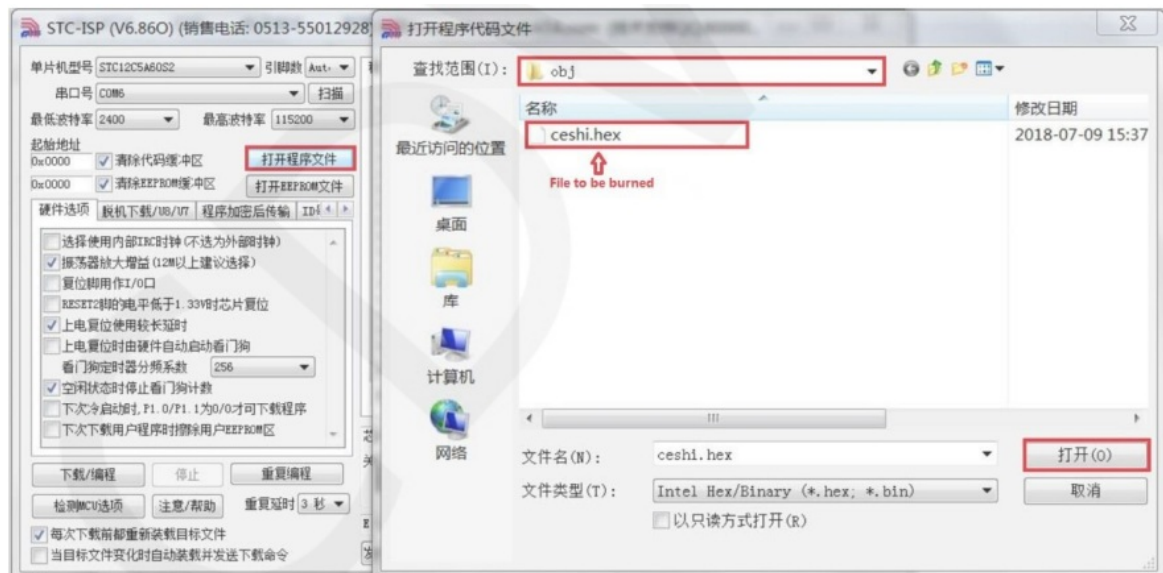 STC-ISP (V6.86O) (销售电话: 0513-55012928)
单片机型号 STC12C5A60S2 引脚数 Aut
串口号 COM6 扫描
最低波特率 2400 最高波特率 115200
起始地址
0x0000 清除代码缓冲区 打开程序文件
0x0000 清除EEPROM缓冲区 打开EEPROM文件
硬件选项 脱机下载/U8/U7 程序加密后传输
选择使用内部IRC时钟(不选为外部时钟)
振荡器放大增益(12M以上建议选择)
复位脚用作I/O口
RESET2脚的电平低于1.33V时芯片复位
上电复位使用较长延时
上电复位时由硬件自动启动看门狗
看门狗定时器分频系数 256
空闲状态时停止看门狗计数
下次冷启动时,P1.0/P1.1为0/0才可下载程序
下次下载用户程序时擦除用户EEPROM区
下载/编程 停止 重复编程
检测MCU选项 注意/帮助 重复延时 3 秒
每次下载前都重新装载目标文件
当目标文件变化时自动装载并发送下载命令
打开程序代码文件
查找范围(I): obj
名称 修改日期
ceshi.hex 2018-07-09 15:37
File to be burned
最近访问的位置
桌面
库
计算机
网络
文件名(N): ceshi.hex 打开(O)
文件类型(T): Intel Hex/Binary (*.hex; *.bin) 取消
以只读方式打开(R)